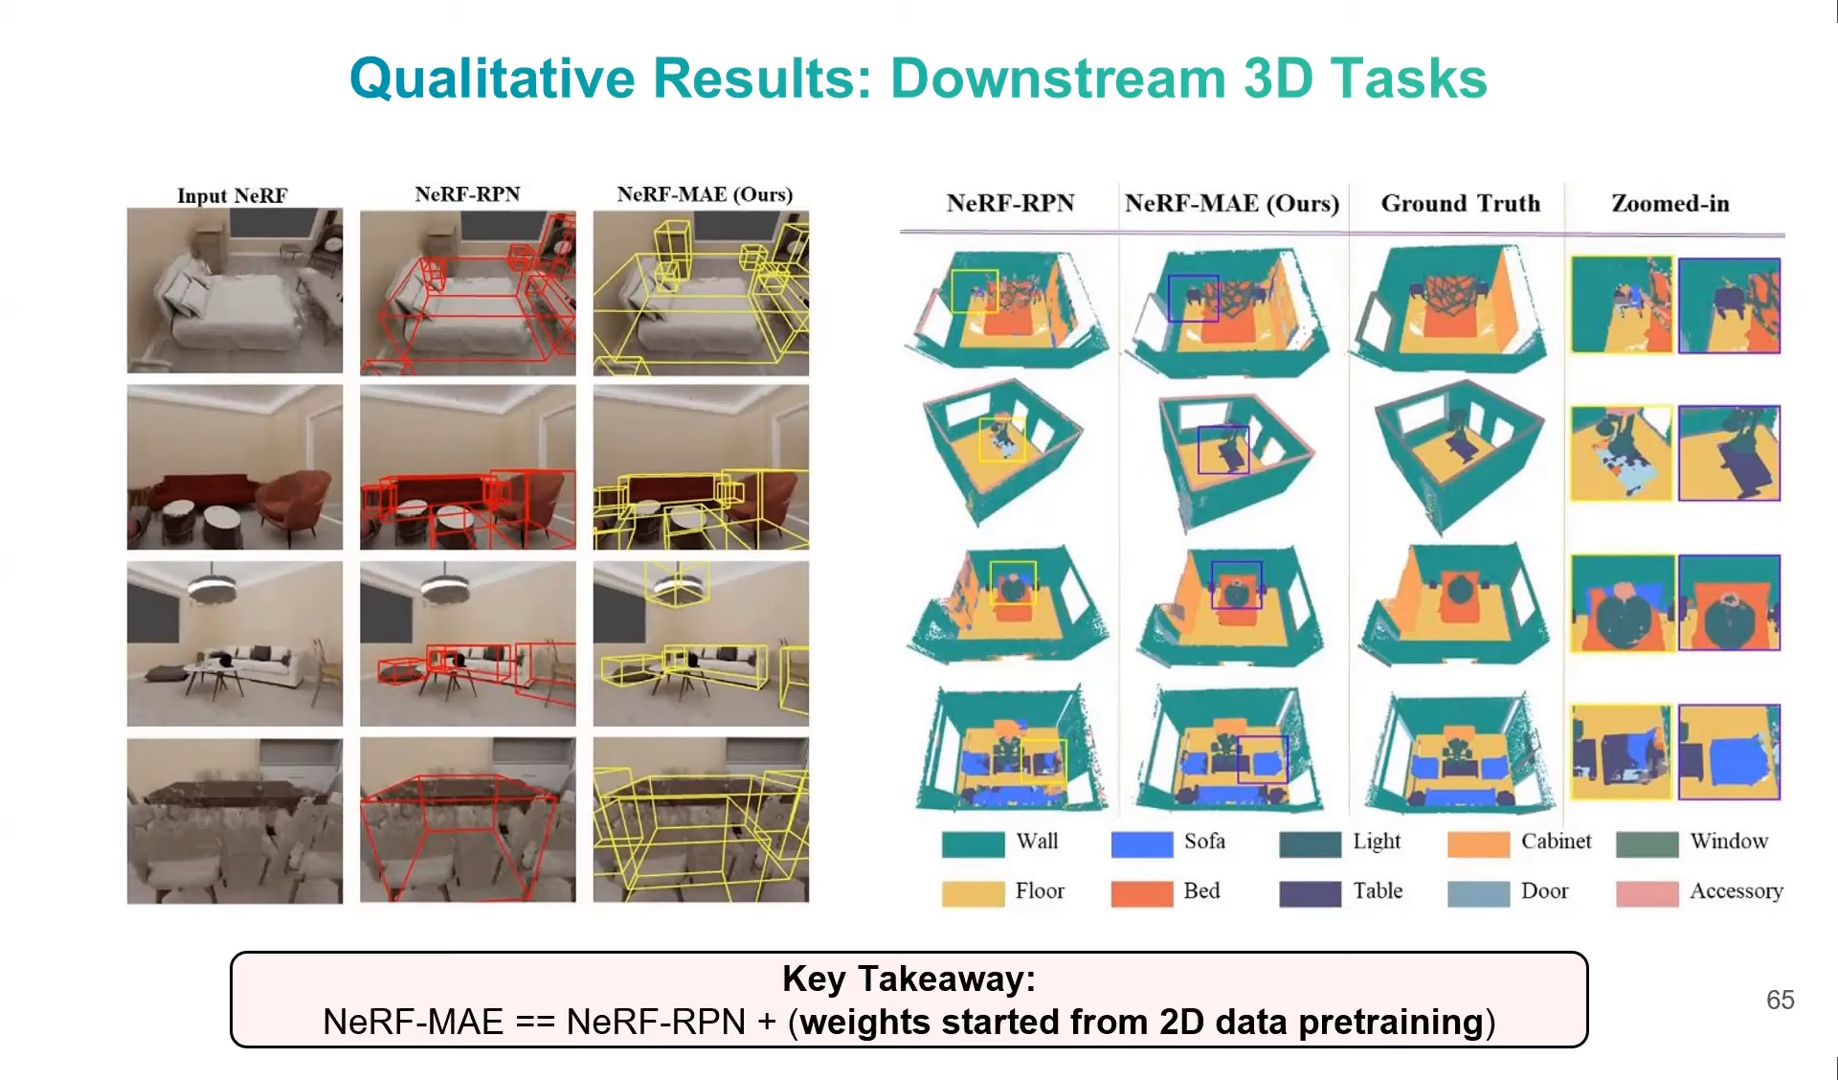 Qualitative Results: Downstream 3D Tasks
Input NeRF
NeRF-RPN
NeRF-MAE (Ours)
NeRF-RPN
NeRF-MAE (Ours)
Ground Truth
Zoomed-in
Wall
Sofa
Light
Cabinet
Window
Floor
Bed
Table
Door
Accessory
Key Takeaway:
NeRF-MAE == NeRF-RPN + (weights started from 2D data pretraining)
65